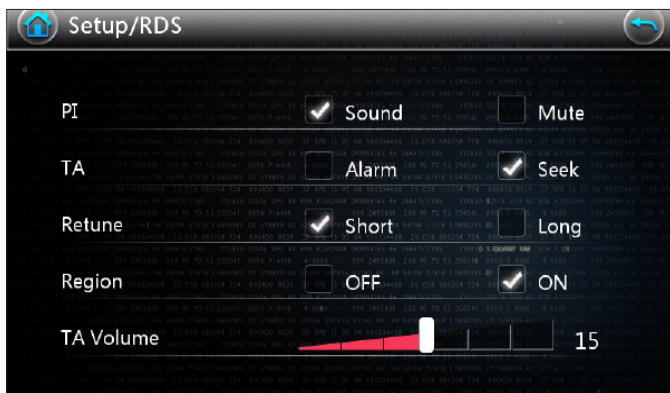 Setup/RDS
PI Sound Mute
TA Alarm Seek
Retune Short Long
Region OFF ON
TA Volume 15